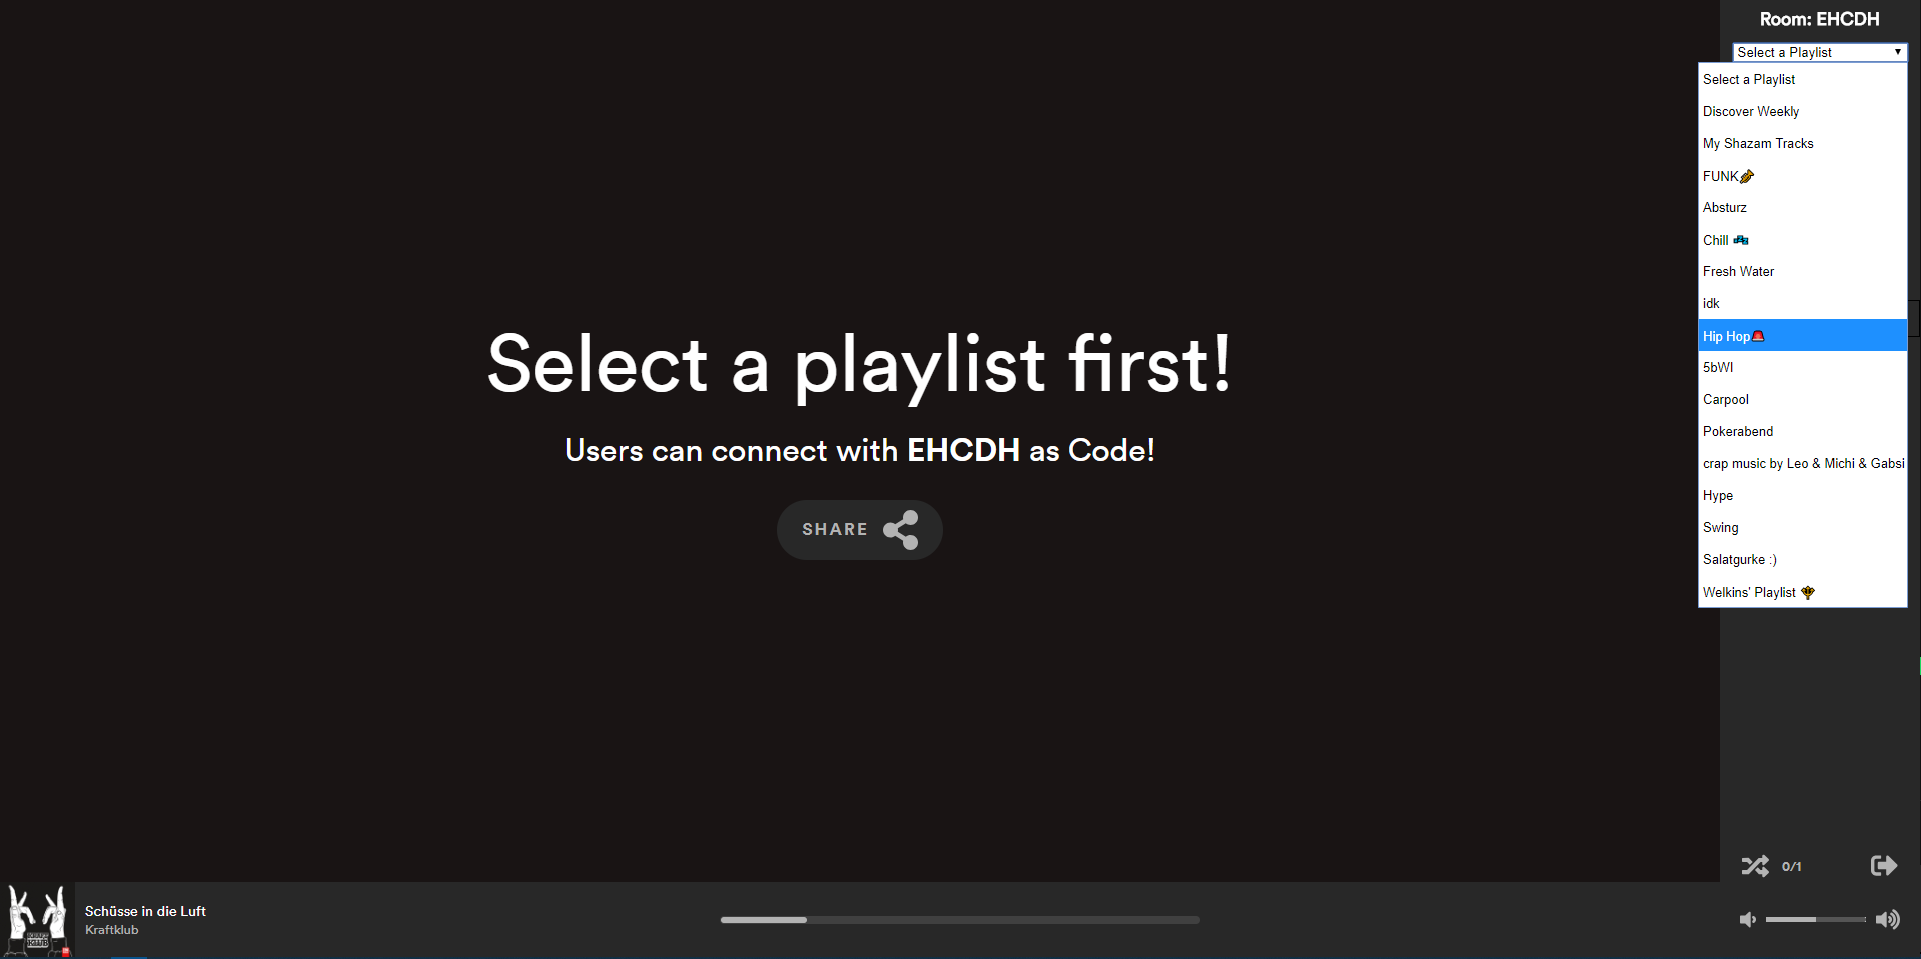 Room: EHCDH
Select a Playlist
Select a Playlist
Discover Weekly
My Shazam Tracks
FUNK🎺
Absturz
Chill
Fresh Water
idk
Hip Hop🚨
5bWI
Carpool
Pokerabend
crap music by Leo & Michi & Gabsi
Hype
Swing
Salatgurke :)
Welkins' Playlist
Select a playlist first!
Users can connect with EHCDH as Code!
SHARE
0/1
Schüsse in die Luft
Kraftklub
KRAFT
KLUB